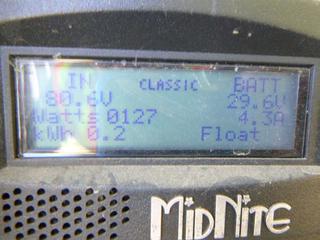 IN CLASSIC BATT
80.6V 29.6V
Watts 0127 4.3A
kWh 0.2 Float
MIDNITE